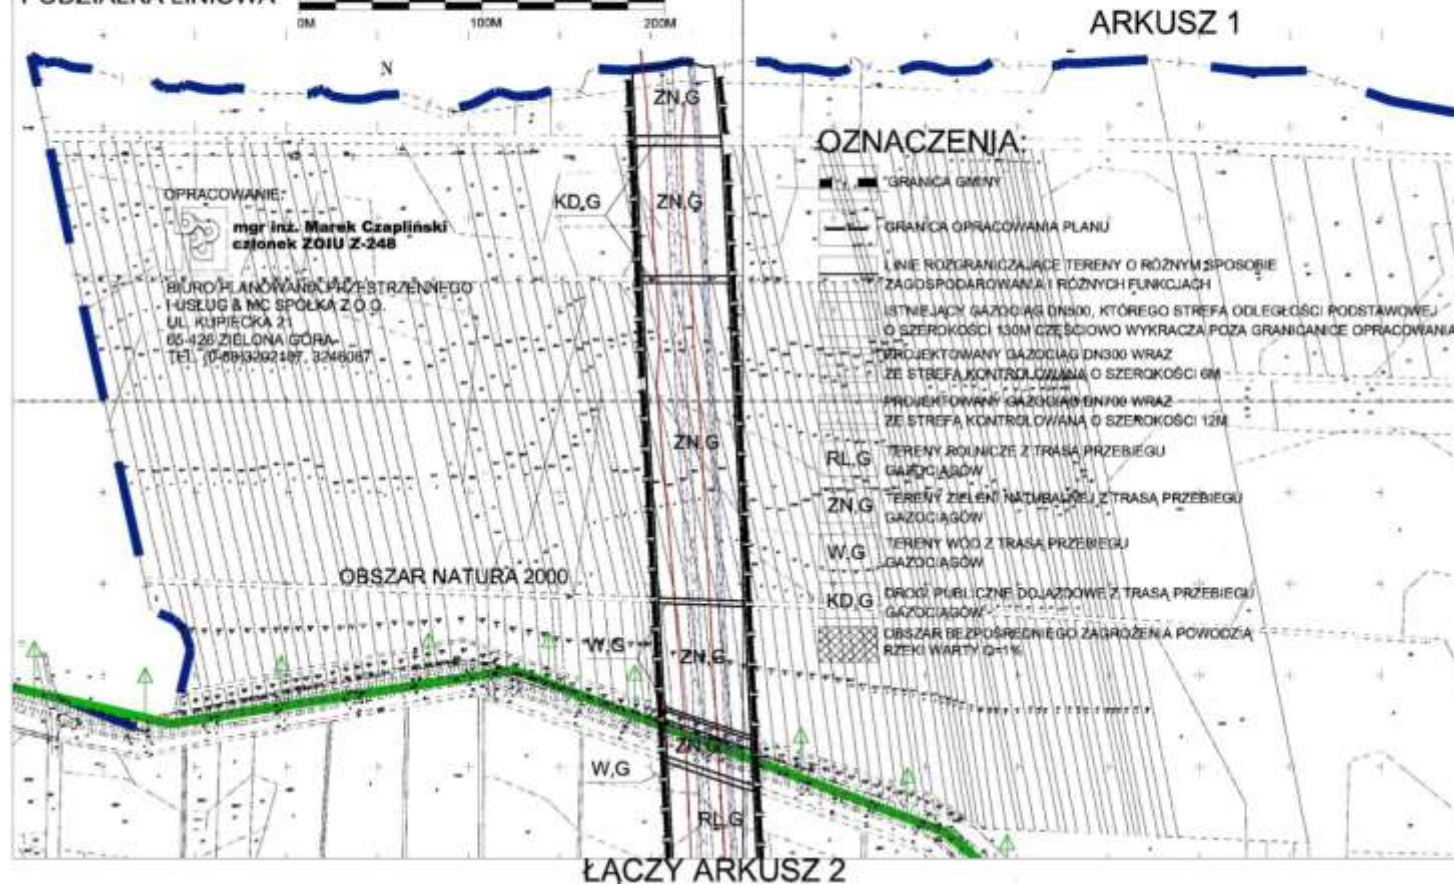 PODZIAŁKA LINIOWA
0M 100M 200M
ARKUSZ 1
N
ZN,G
OZNACZENIA:
GRANICA GMINY
OPRACOWANIE:
mgr inż. Marek Czapliński
członek ZOIU Z-248
KD,G
ZN,G
GRANICA OPRACOWANIA PLANU
LINIE ROZGRANICZAJĄCE TERENY O RÓŻNYM SPOSOBIE
ZAGOSPODAROWANIA I RÓŻNYCH FUNKCJACH
BIURO PLANOWANIA PRZESTRZENNEGO
I USŁUG & MC SPÓŁKA Z O.O.
UL. KUPIECKA 21
65-426 ZIELONA GÓRA
TEL. (0-68)3292187, 3246087
ISTNIEJĄCY GAZOCIĄG DN500, KTÓREGO STREFA ODLEGŁOŚCI PODSTAWOWEJ
O SZEROKOŚCI 130M CZĘŚCIOWO WYKRACZA POZA GRANICANICE OPRACOWANIA
PROJEKTOWANY GAZOCIĄG DN300 WRAZ
ZE STREFĄ KONTROLOWANĄ O SZEROKOŚCI 6M
PROJEKTOWANY GAZOCIĄG DN700 WRAZ
ZE STREFĄ KONTROLOWANĄ O SZEROKOŚCI 12M
ZN,G
RL,G TERENY ROLNICZE Z TRASĄ PRZEBIEGU
GAZOCIĄGÓW
ZN,G TERENY ZIELENI NATURALNEJ Z TRASĄ PRZEBIEGU
GAZOCIĄGÓW
W,G TERENY WÓD Z TRASĄ PRZEBIEGU
GAZOCIĄGÓW
OBSZAR NATURA 2000
KD,G DROGI PUBLICZNE DOJAZDOWE Z TRASĄ PRZEBIEGU
GAZOCIĄGÓW
OBSZAR BEZPOŚREDNIEGO ZAGROŻENIA POWODZIĄ
RZEKI WARTY Q=1%
W,G
ZN,G
ZN,G
W,G
RL,G
ŁĄCZY ARKUSZ 2